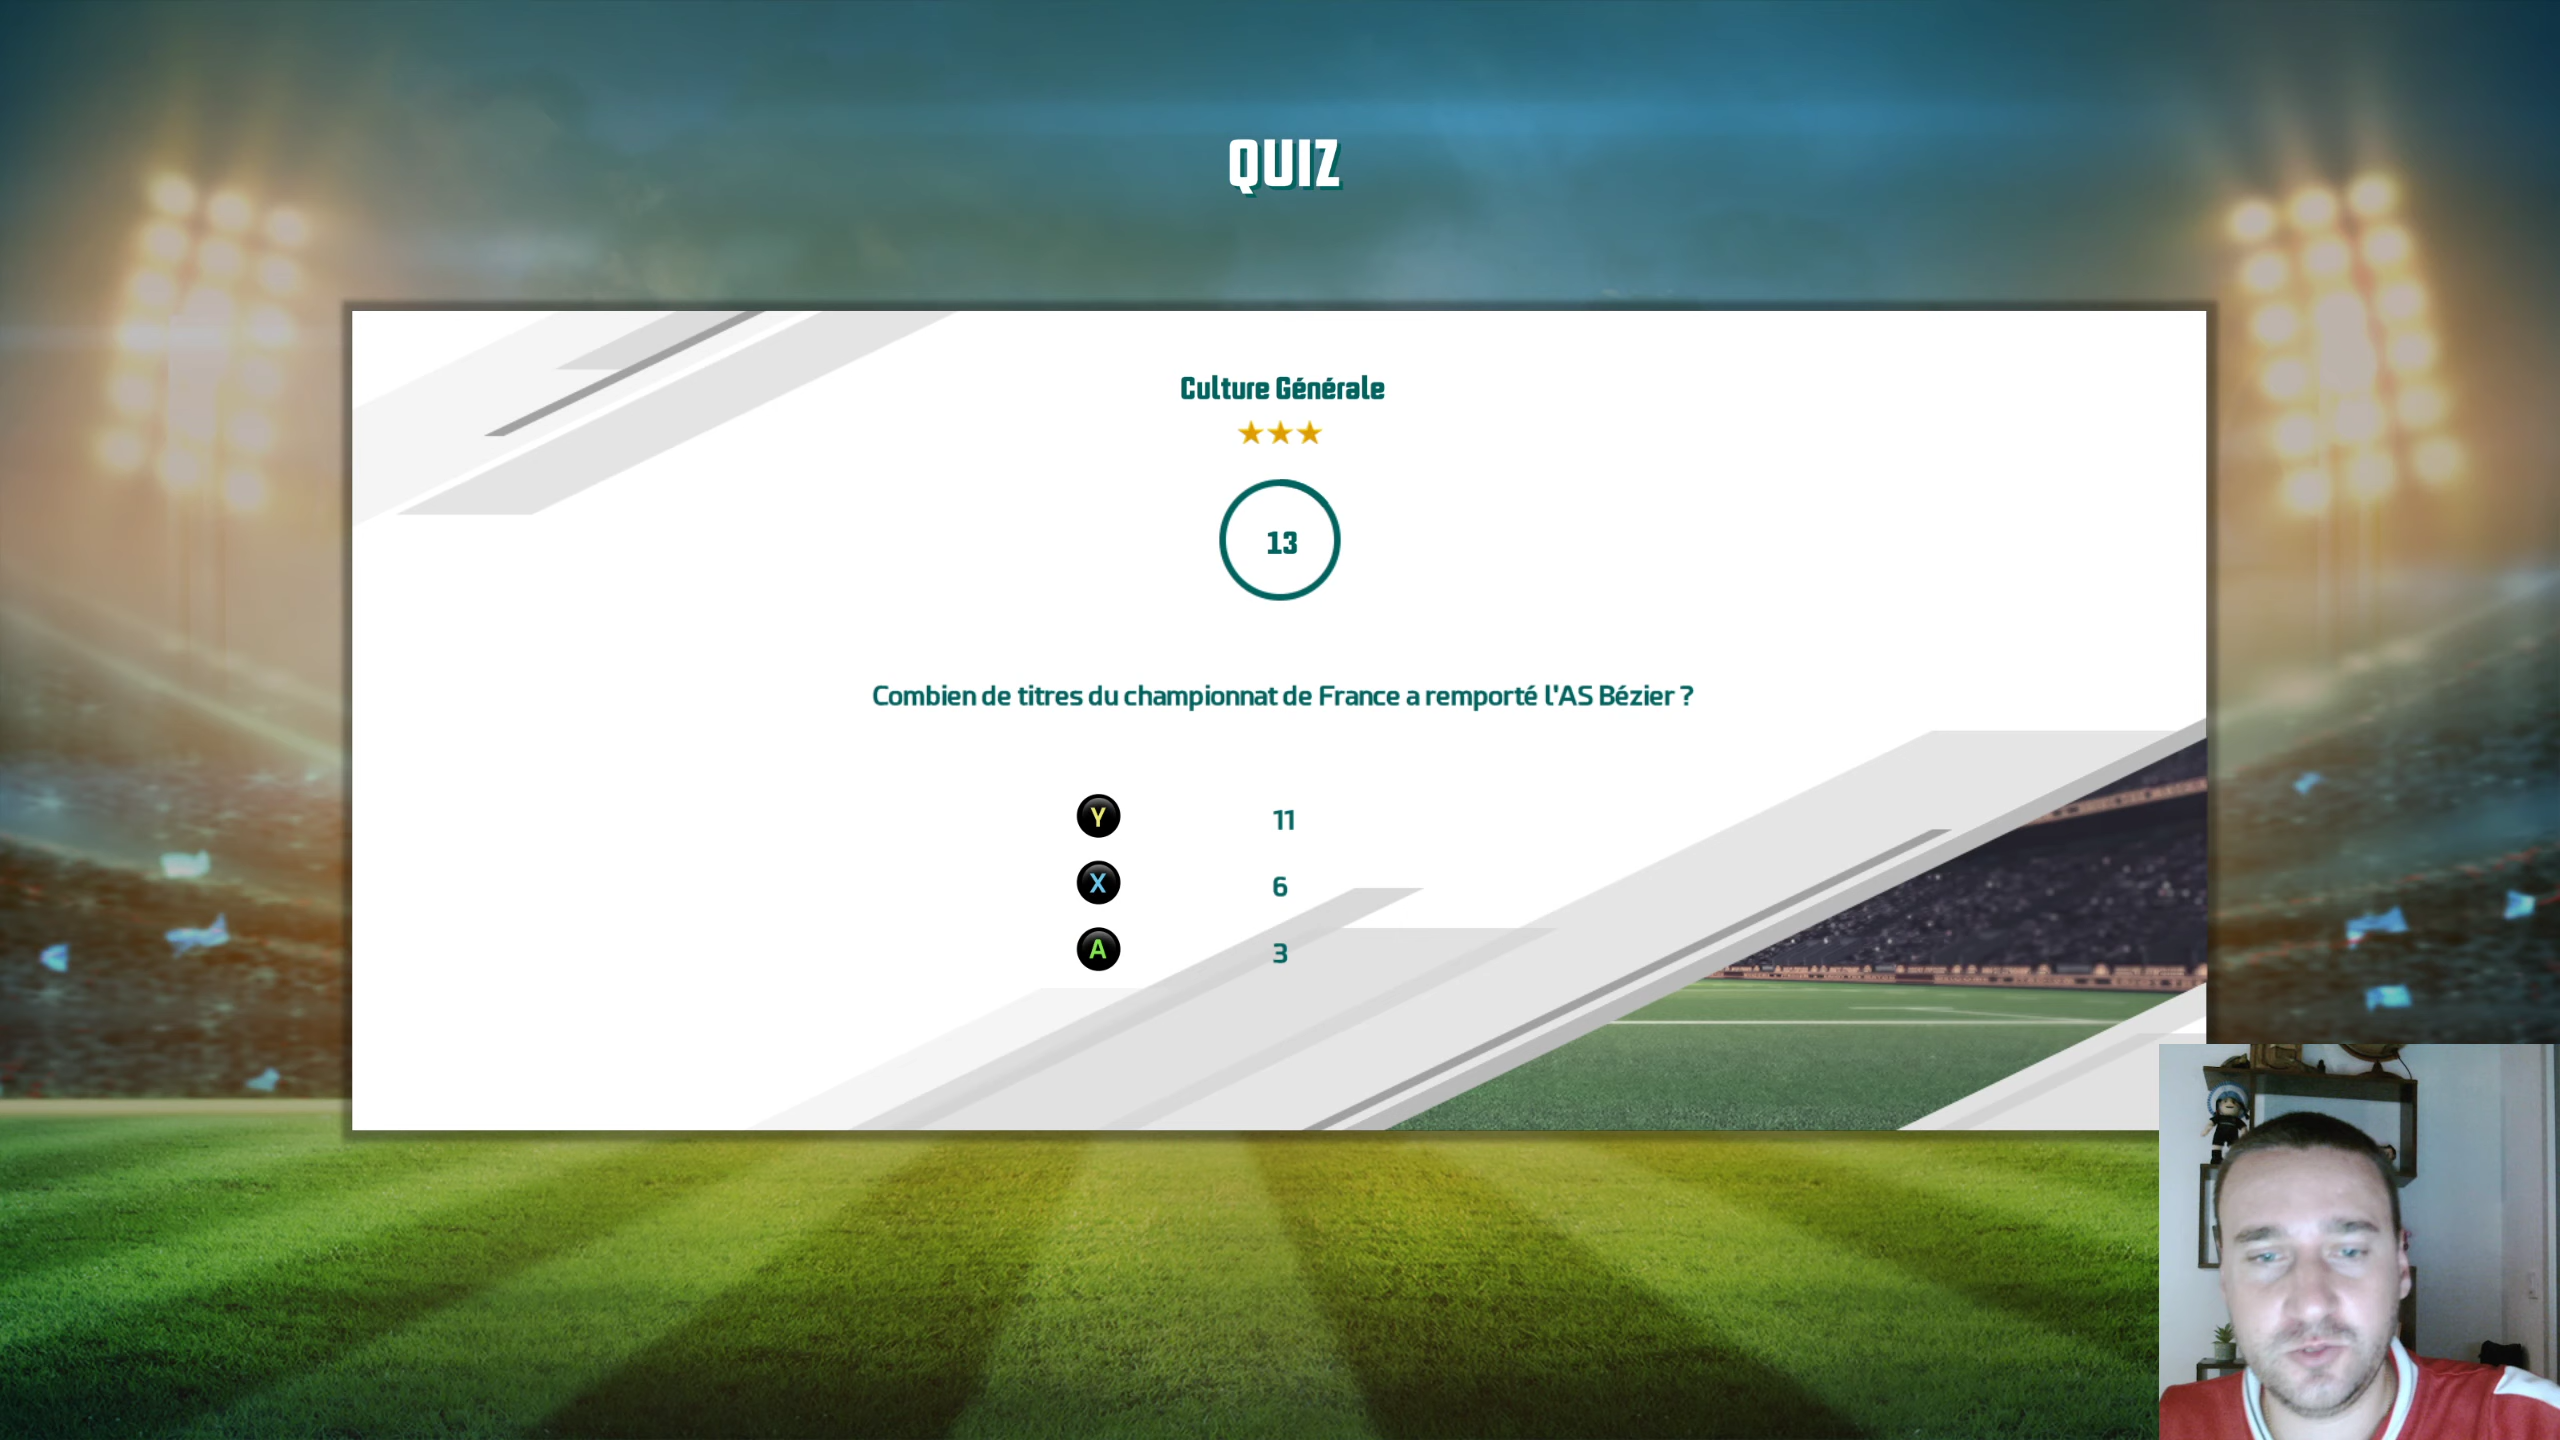 QUIZ
Culture Générale
13
Combien de titres du championnat de France a remporté l'AS Bézier ?
Y 11
X 6
A 3